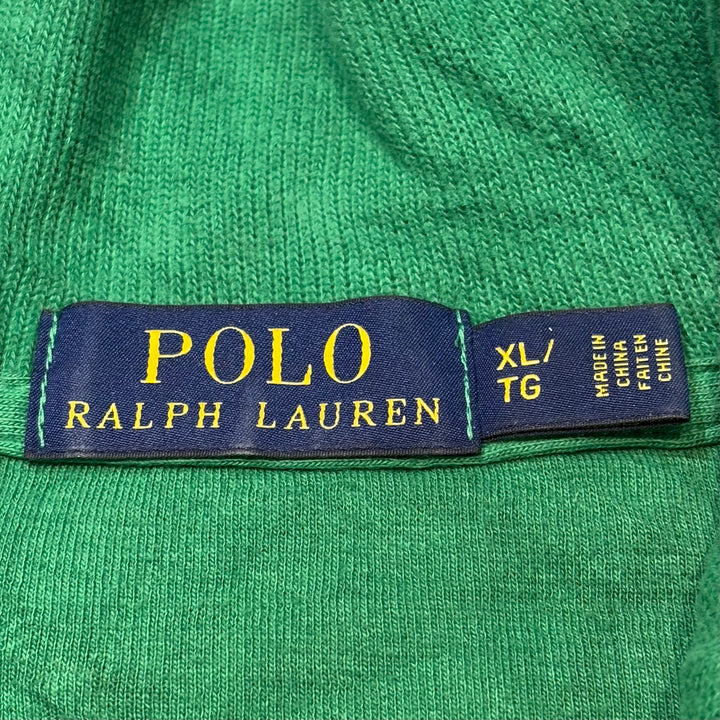 POLO
RALPH LAUREN
XL/
TG
MADE IN
CHINA
FAIT EN
CHINE